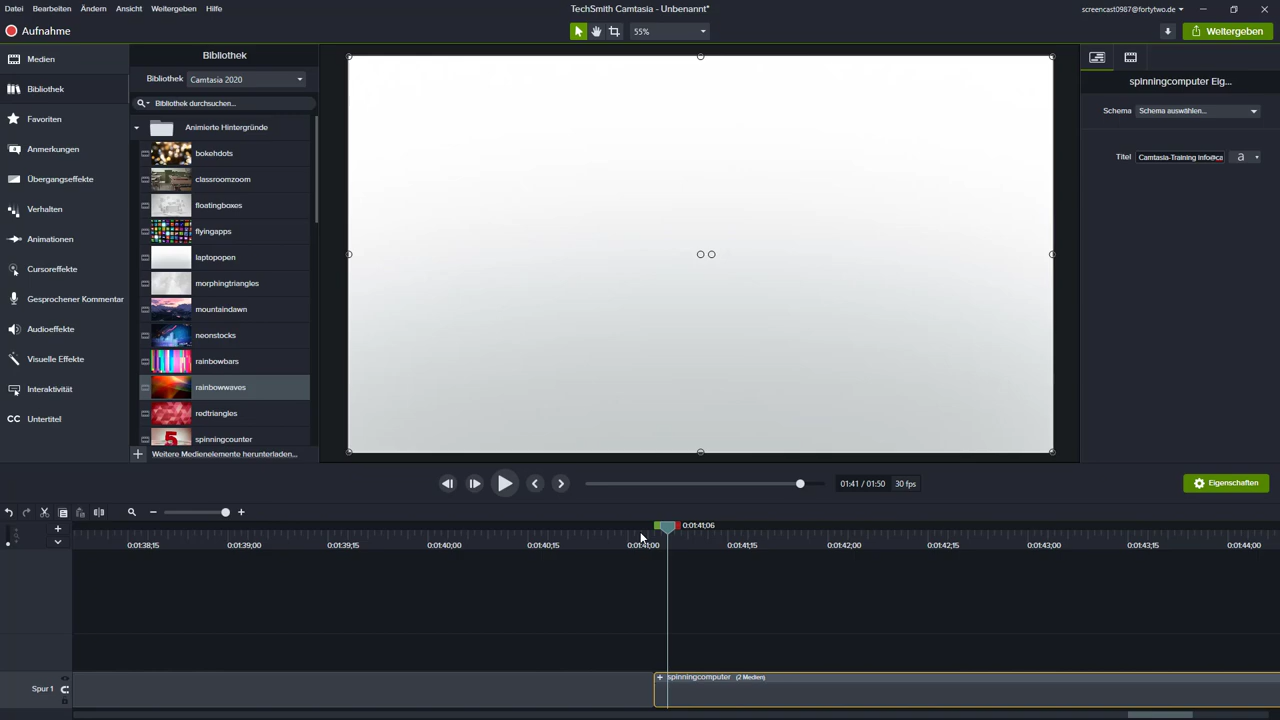 Datei Bearbeiten Ändern Ansicht Weitergeben Hilfe
TechSmith Camtasia - Unbenannt*
screencast0987@fortytwo.de
Aufnahme
55%
Weitergeben
Medien
Bibliothek
Favoriten
Anmerkungen
Übergangseffekte
Verhalten
Animationen
Cursoreffekte
Gesprochener Kommentar
Audioeffekte
Visuelle Effekte
Interaktivität
CC Untertitel
Bibliothek
Bibliothek Camtasia 2020
Bibliothek durchsuchen...
Animierte Hintergründe
bokehdots
classroomzoom
floatingboxes
flyingapps
laptopopen
morphingtriangles
mountaindawn
neonstocks
rainbowbars
rainbowwaves
redtriangles
5
spinningcounter
Weitere Medienelemente herunterladen...
spinningcomputer Eig...
Schema Schema auswählen...
Titel Camtasia-Training info@ca a
01:41 / 01:50 30 fps
Eigenschaften
0:01:41;06
0:01:38;15 0:01:39;00 0:01:39;15 0:01:40;00 0:01:40;15 0:01:41;00 0:01:41;15 0:01:42;00 0:01:42;15 0:01:43;00 0:01:43;15 0:01:44;00
Spur 1
spinningcomputer (2 Medien)